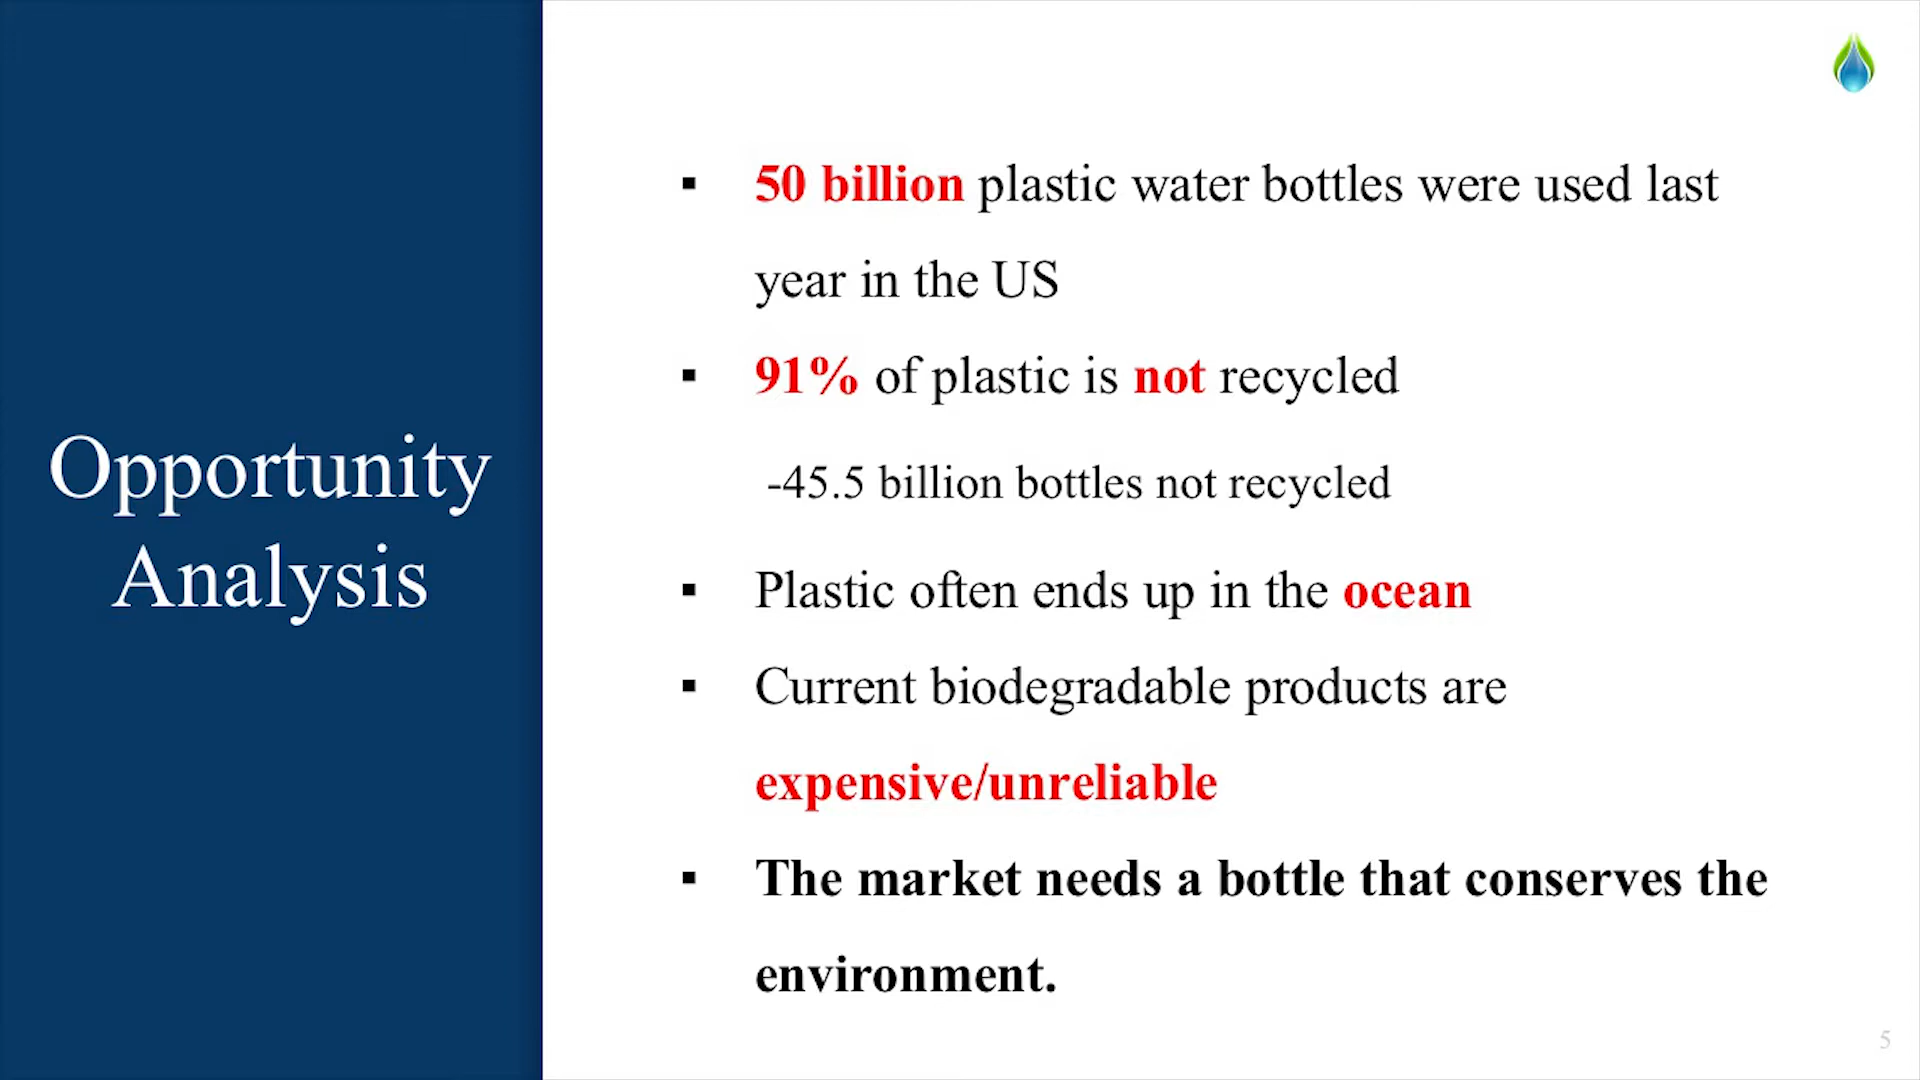 Opportunity
Analysis
▪ 50 billion plastic water bottles were used last
year in the US
▪ 91% of plastic is not recycled
-45.5 billion bottles not recycled
▪ Plastic often ends up in the ocean
▪ Current biodegradable products are
expensive/unreliable
▪ The market needs a bottle that conserves the
environment.
5